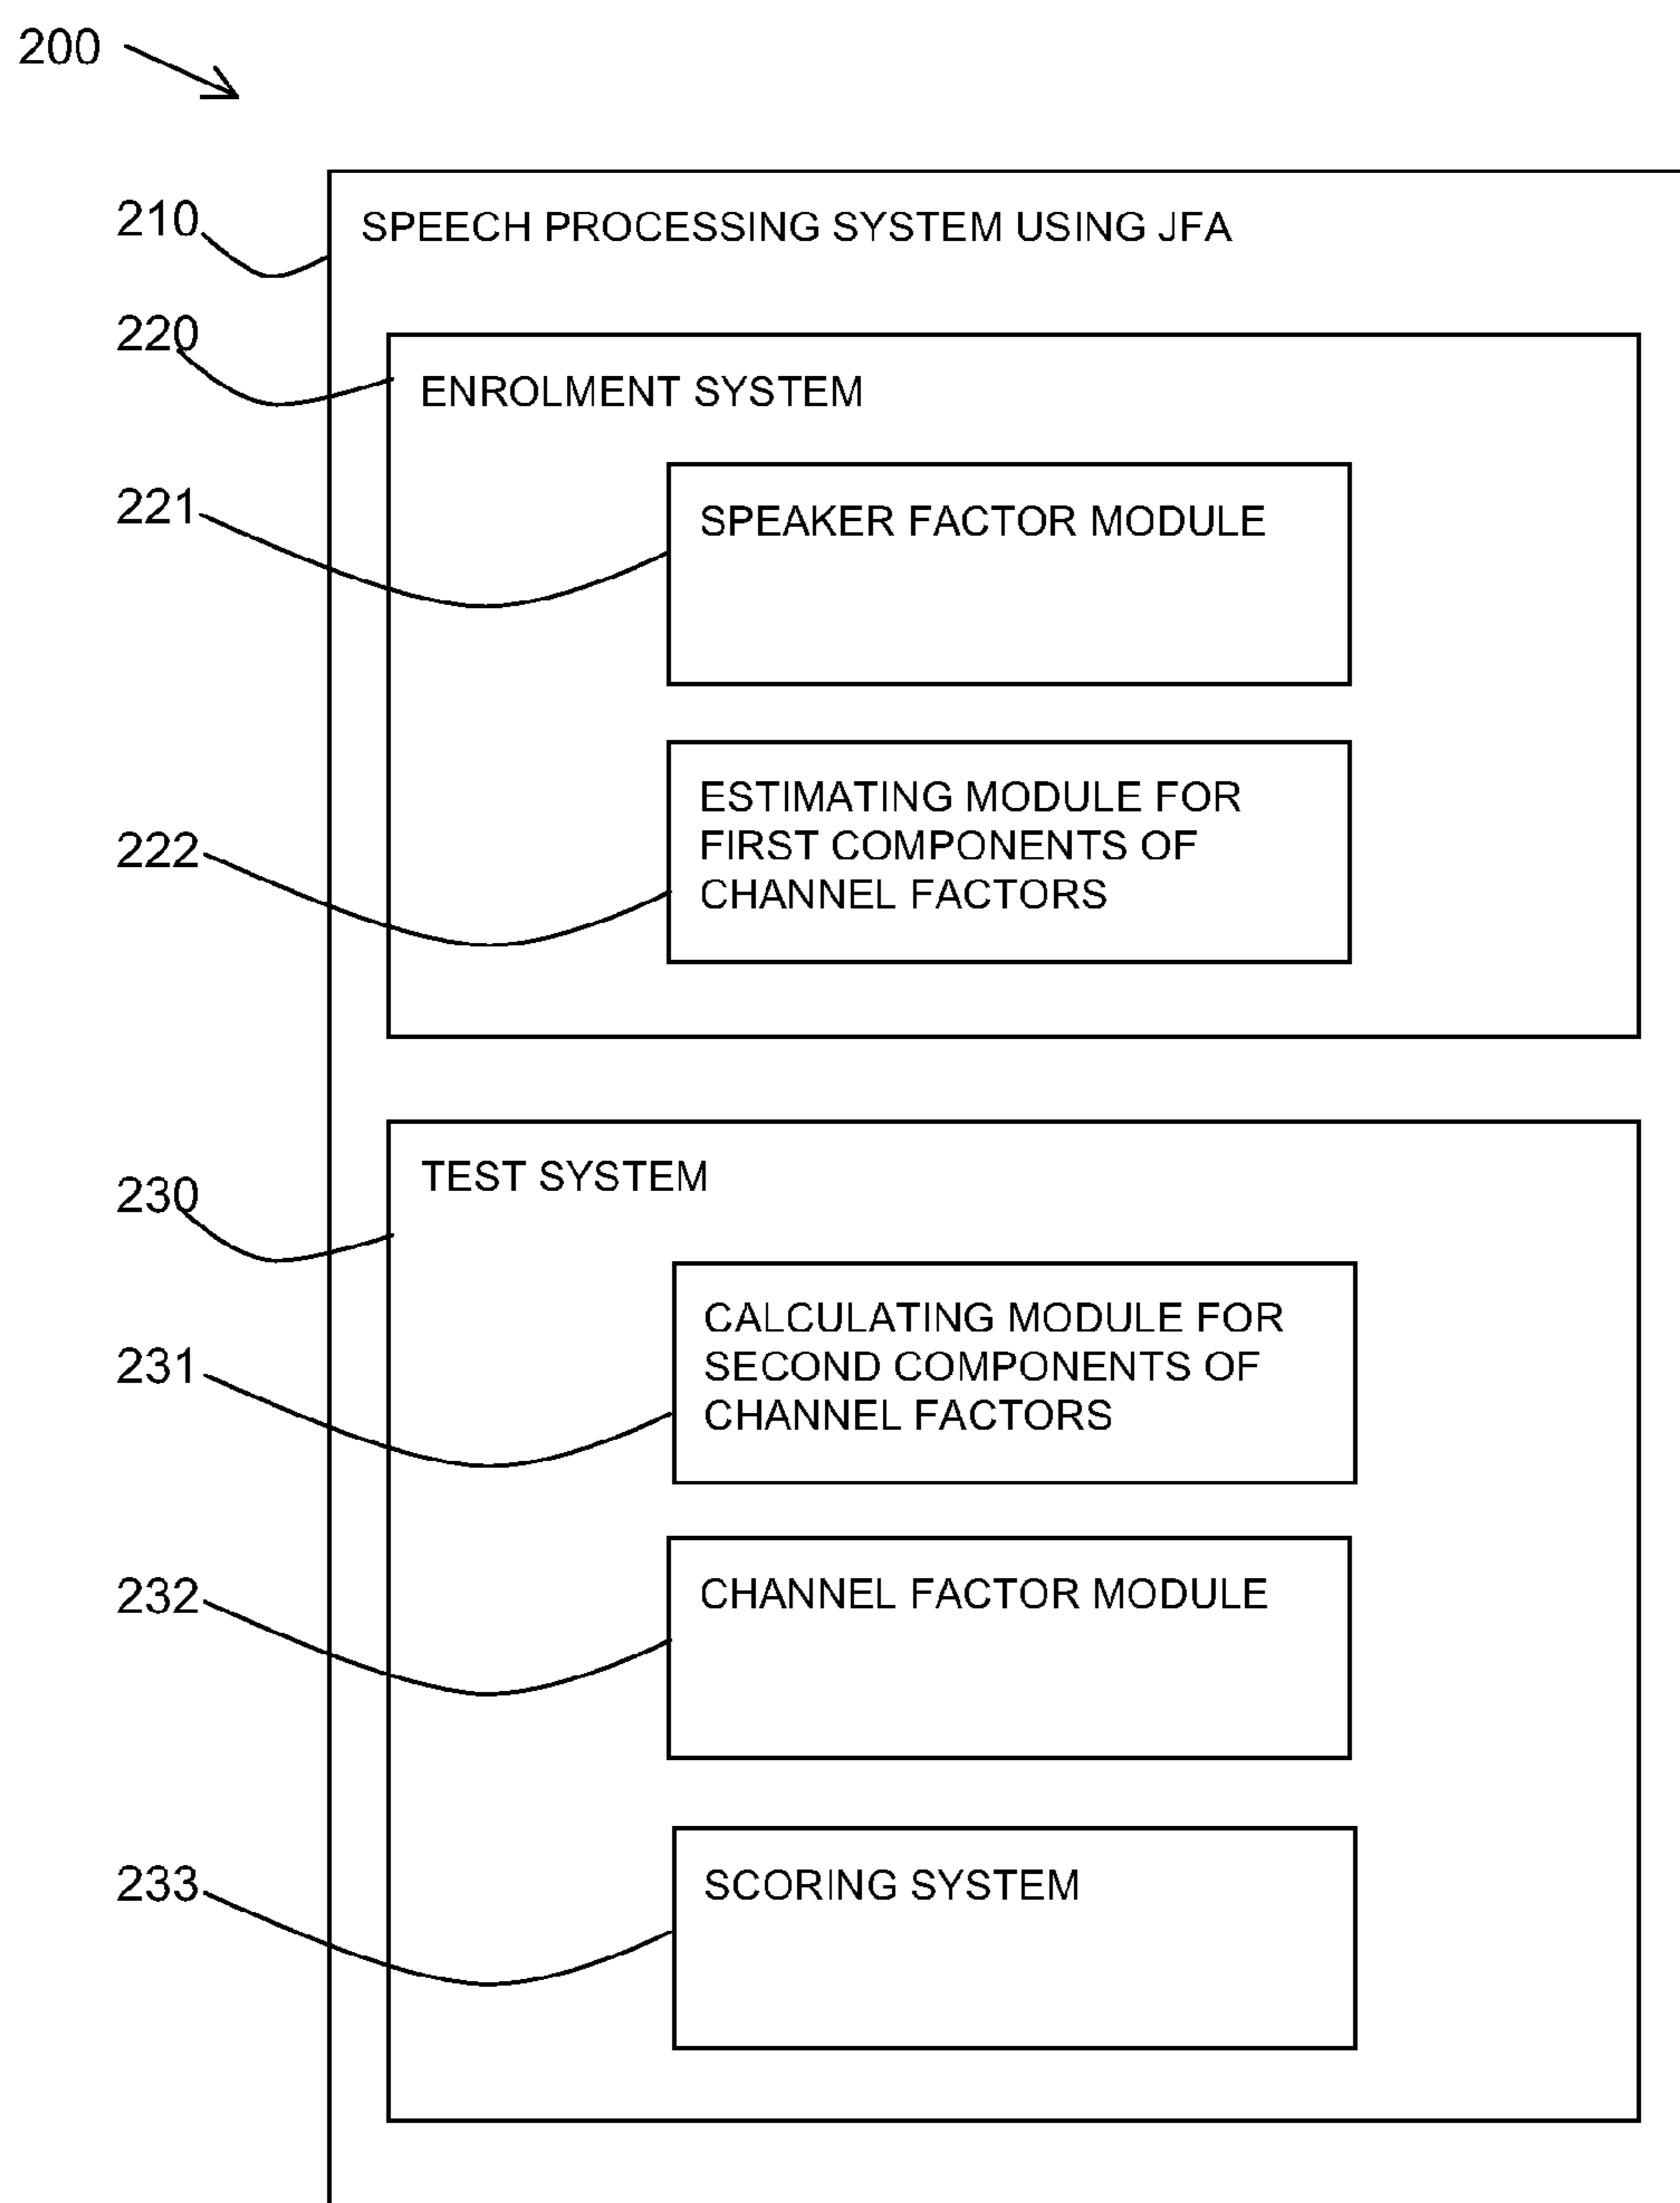 200
210
SPEECH PROCESSING SYSTEM USING JFA
220
ENROLMENT SYSTEM
221
SPEAKER FACTOR MODULE
222
ESTIMATING MODULE FOR
FIRST COMPONENTS OF
CHANNEL FACTORS
230
TEST SYSTEM
231
CALCULATING MODULE FOR
SECOND COMPONENTS OF
CHANNEL FACTORS
232
CHANNEL FACTOR MODULE
233
SCORING SYSTEM